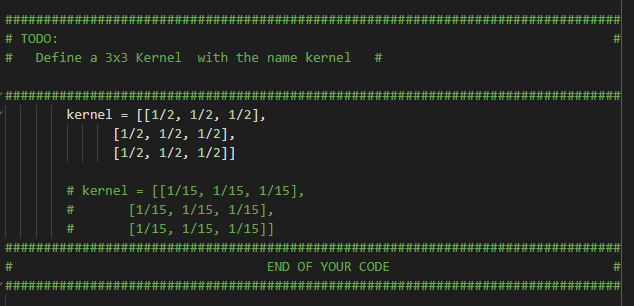 ################################################################################
# TODO: #
# Define a 3x3 Kernel with the name kernel #
################################################################################
kernel = [[1/2, 1/2, 1/2],
[1/2, 1/2, 1/2],
[1/2, 1/2, 1/2]]
# kernel = [[1/15, 1/15, 1/15],
# [1/15, 1/15, 1/15],
# [1/15, 1/15, 1/15]]
################################################################################
# END OF YOUR CODE #
################################################################################